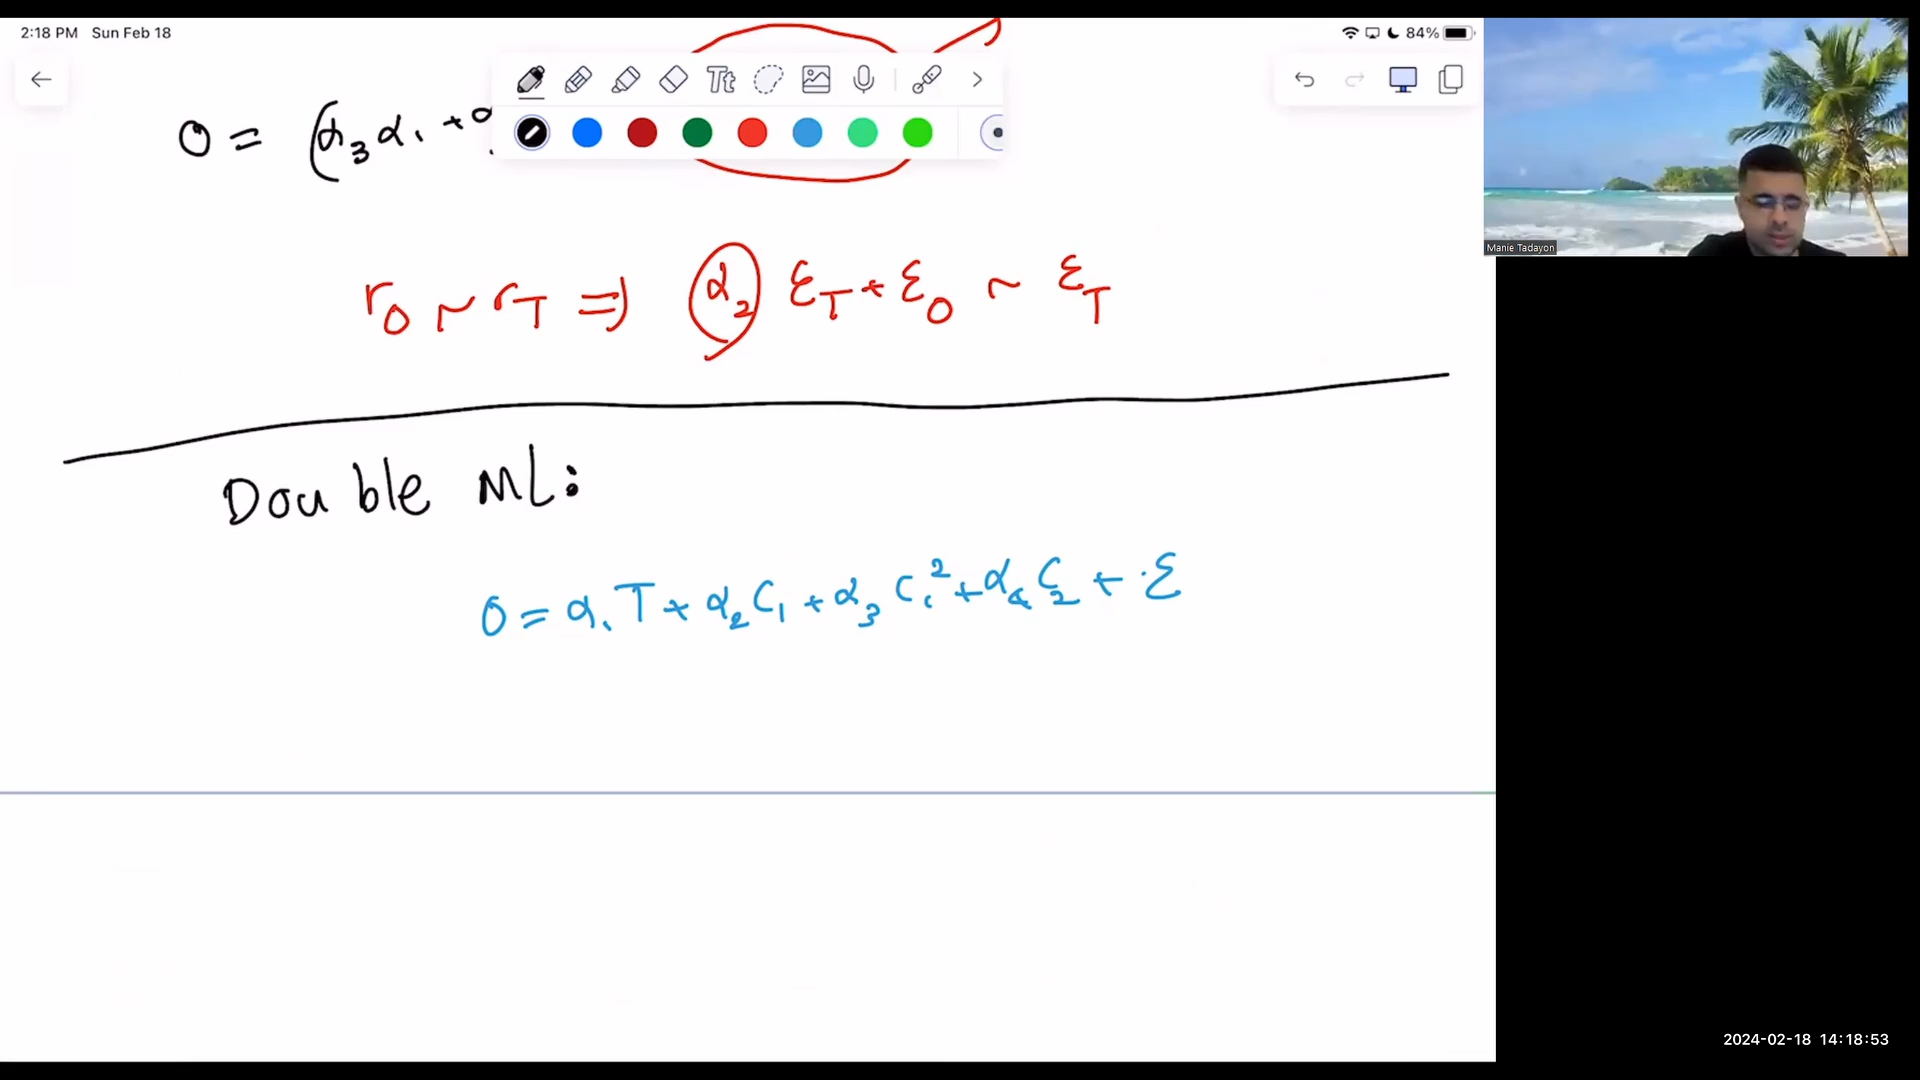 2:18 PM Sun Feb 18
84%
Tt
O = (α₃α₁ + α
r_O ~ r_T ⇒ α₂ ε_T + ε_O ~ ε_T
Double ML:
O = α₁T + α₂C₁ + α₃C₁² + α₄C₂ + ε
Manie Tadayon
2024-02-18 14:18:53